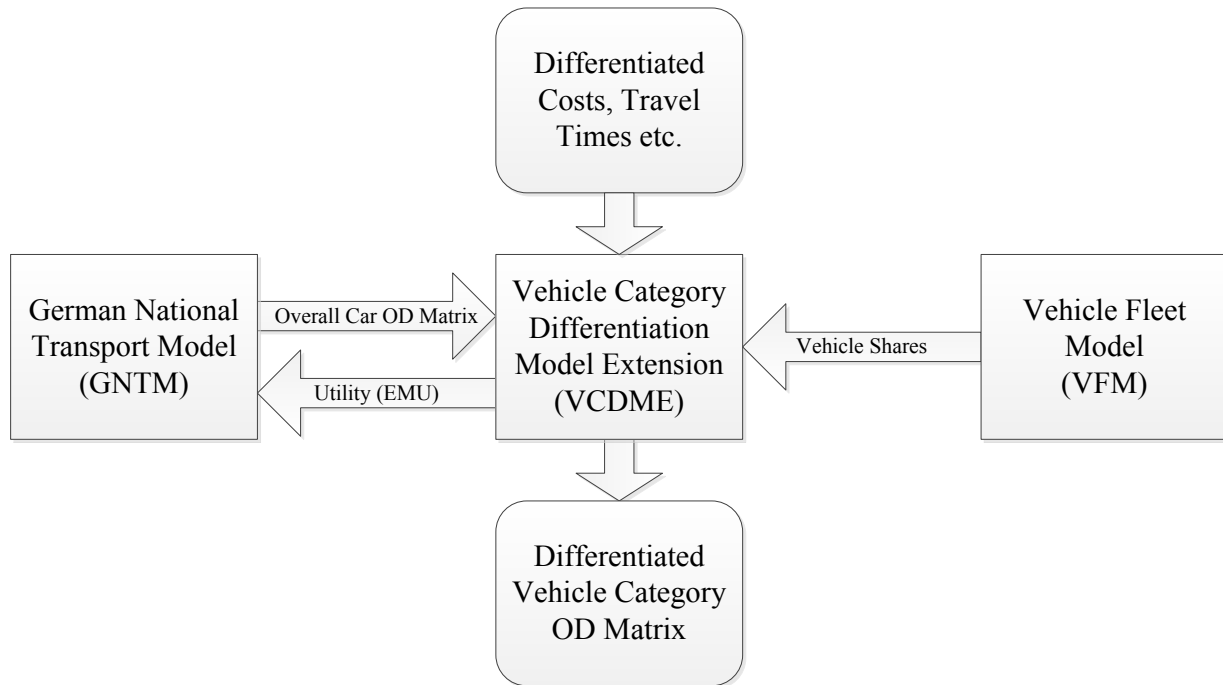 Differentiated
Costs, Travel
Times etc.
German National
Transport Model
(GNTM)
Overall Car OD Matrix
Utility (EMU)
Vehicle Category
Differentiation
Model Extension
(VCDME)
Vehicle Shares
Vehicle Fleet
Model
(VFM)
Differentiated
Vehicle Category
OD Matrix